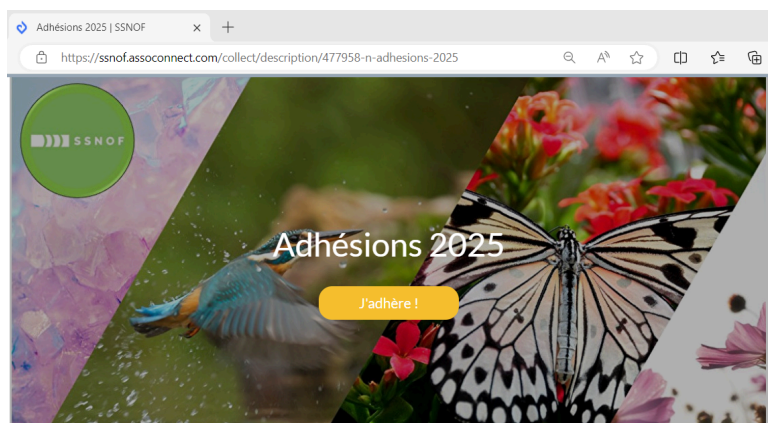 Adhésions 2025 | SSNOF
https://ssnof.assoconnect.com/collect/description/477958-n-adhesions-2025
SSNOF
Adhésions 2025
J'adhère !